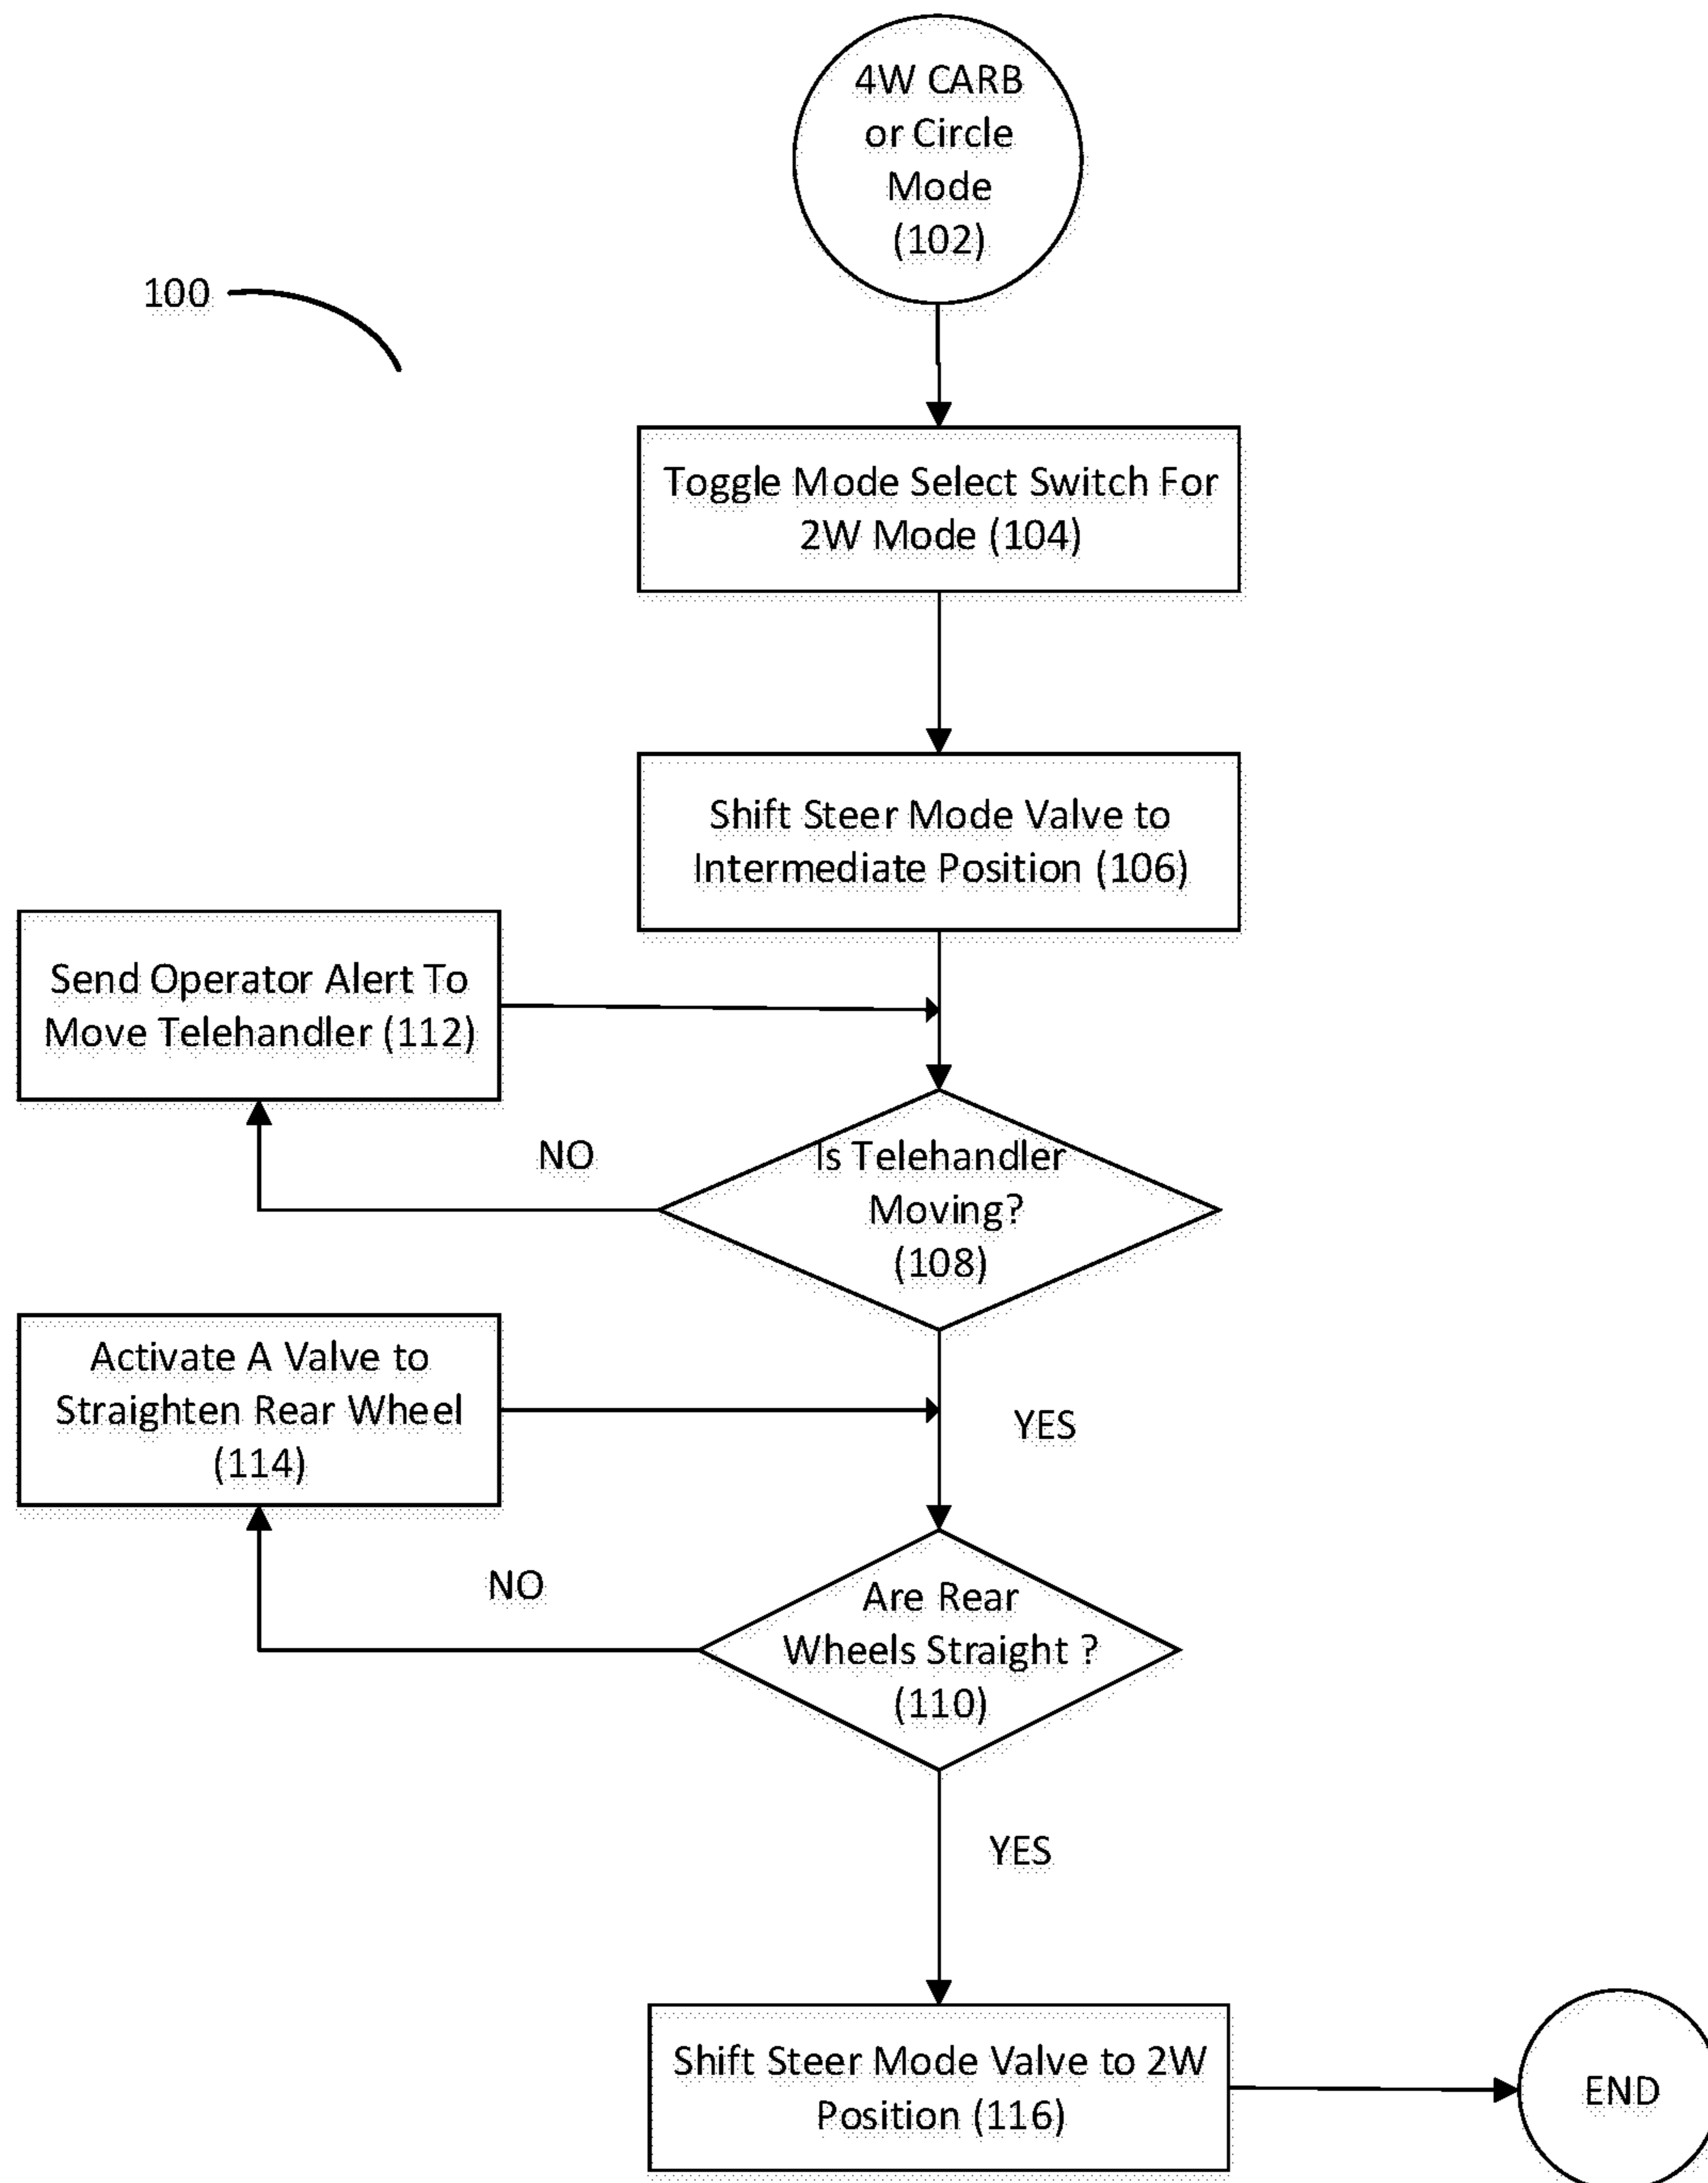 4W CARB
or Circle
Mode
(102)
100
Toggle Mode Select Switch For
2W Mode (104)
Shift Steer Mode Valve to
Intermediate Position (106)
Send Operator Alert To
Move Telehandler (112)
NO
Is Telehandler
Moving?
(108)
Activate A Valve to
Straighten Rear Wheel
(114)
YES
NO
Are Rear
Wheels Straight ?
(110)
YES
Shift Steer Mode Valve to 2W
Position (116)
END